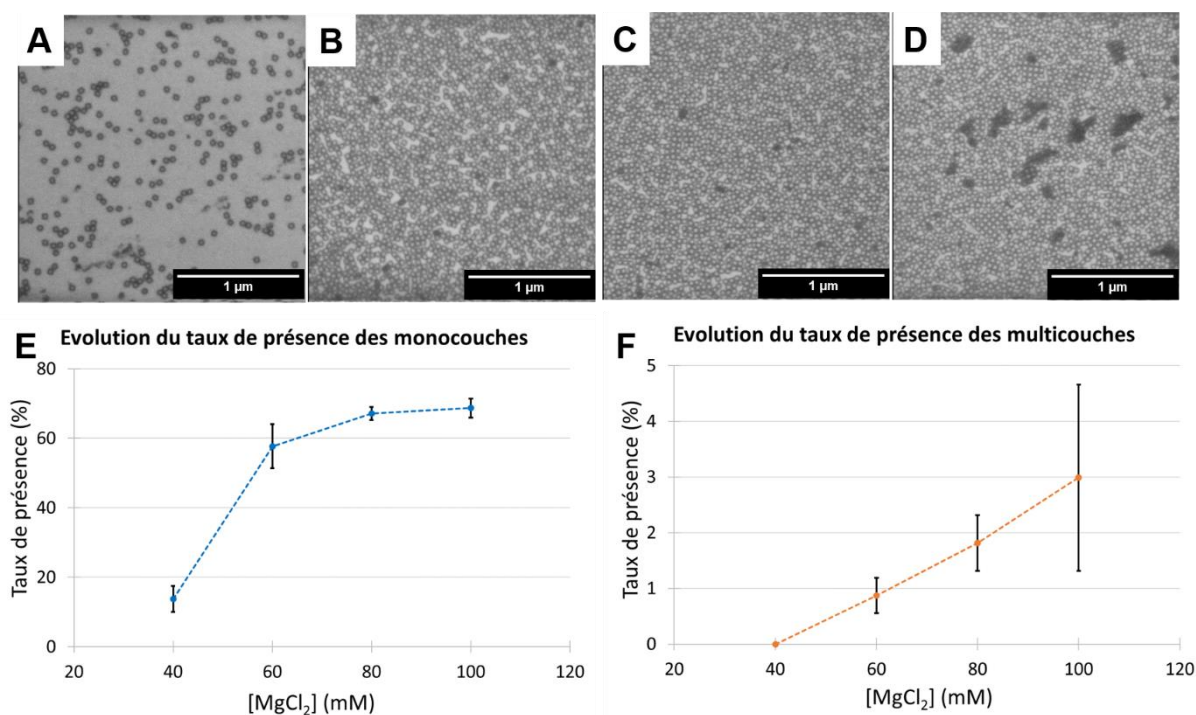 A
B
C
D
1 µm
1 µm
1 µm
1 µm
E
Evolution du taux de présence des monocouches
Taux de présence (%)
80
60
40
20
0
20
40
60
80
100
120
[MgCl₂] (mM)
F
Evolution du taux de présence des multicouches
Taux de présence (%)
5
4
3
2
1
0
20
40
60
80
100
120
[MgCl₂] (mM)